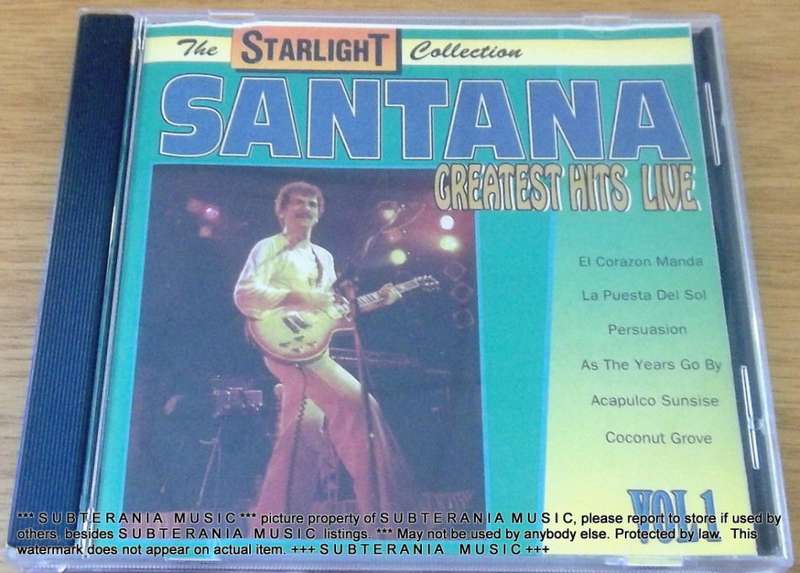 The STARLIGHT Collection
SANTANA
GREATEST HITS LIVE
El Corazon Manda
La Puesta Del Sol
Persuasion
As The Years Go By
Acapulco Sunsise
Coconut Grove
VOL 1
*** S U B T E R A N I A   M U S I C *** picture property of S U B T E R A N I A M U S I C, please report to store if used by
others, besides S U B T E R A N I A   M U S I C  listings. *** May not be used by anybody else. Protected by law.  This
watermark does not appear on actual item. +++ S U B T E R A N I A    M U S I C +++